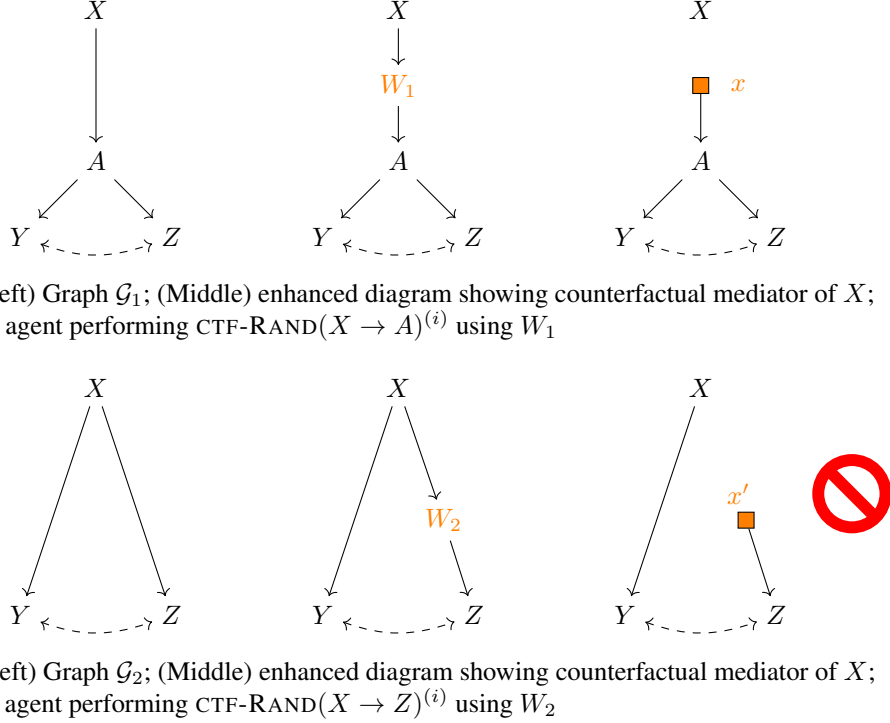 X X X
W₁ x
A A A
Y Z Y Z Y Z
eft) Graph 𝒢₁; (Middle) enhanced diagram showing counterfactual mediator of X;
agent performing CTF-RAND(X → A)⁽ⁱ⁾ using W₁
X X X
W₂ x′
Y Z Y Z Y Z
eft) Graph 𝒢₂; (Middle) enhanced diagram showing counterfactual mediator of X;
agent performing CTF-RAND(X → Z)⁽ⁱ⁾ using W₂